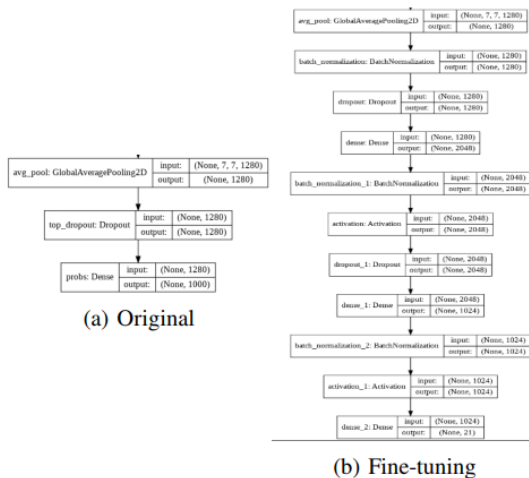 avg_pool: GlobalAveragePooling2D input: (None, 7, 7, 1280)
output: (None, 1280)
top_dropout: Dropout input: (None, 1280)
output: (None, 1280)
probs: Dense input: (None, 1280)
output: (None, 1000)
(a) Original
avg_pool: GlobalAveragePooling2D input: (None, 7, 7, 1280)
output: (None, 1280)
batch_normalization: BatchNormalization input: (None, 1280)
output: (None, 1280)
dropout: Dropout input: (None, 1280)
output: (None, 1280)
dense: Dense input: (None, 1280)
output: (None, 2048)
batch_normalization_1: BatchNormalization input: (None, 2048)
output: (None, 2048)
activation: Activation input: (None, 2048)
output: (None, 2048)
dropout_1: Dropout input: (None, 2048)
output: (None, 2048)
dense_1: Dense input: (None, 2048)
output: (None, 1024)
batch_normalization_2: BatchNormalization input: (None, 1024)
output: (None, 1024)
activation_1: Activation input: (None, 1024)
output: (None, 1024)
dense_2: Dense input: (None, 1024)
output: (None, 21)
(b) Fine-tuning